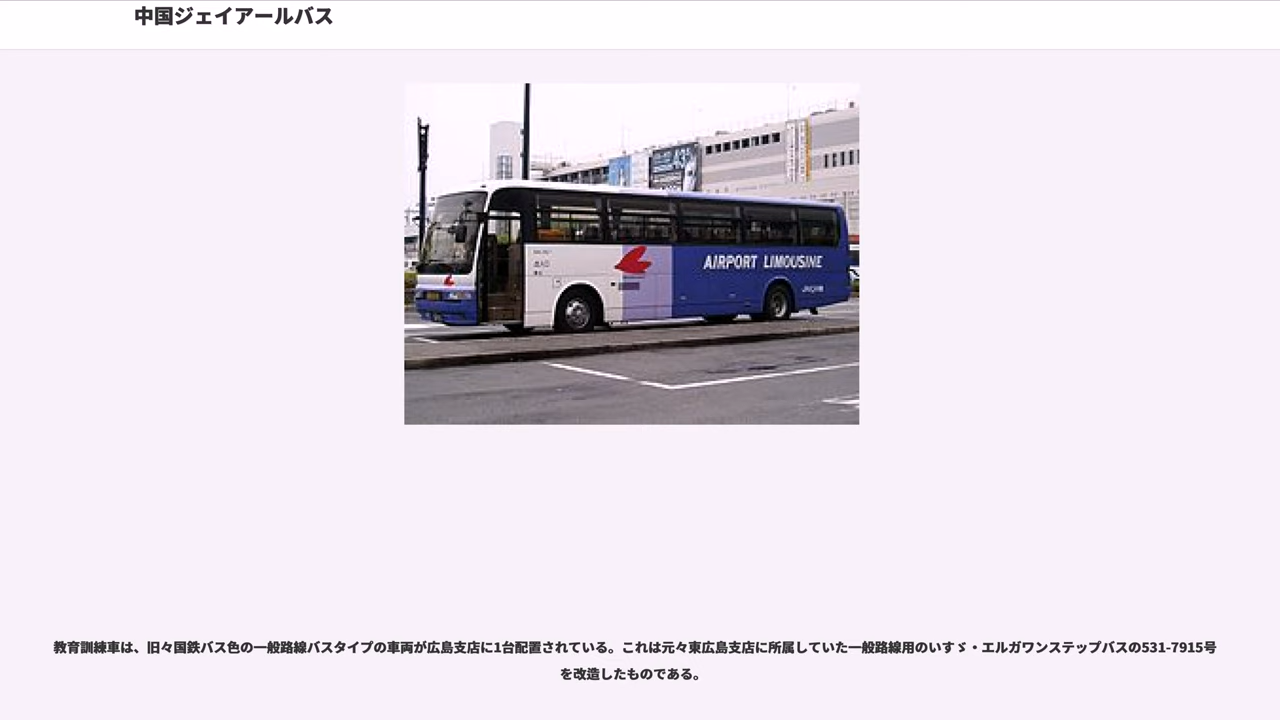 中国ジェイアールバス
AIRPORT LIMOUSINE
教育訓練車は、旧々国鉄バス色の一般路線バスタイプの車両が広島支店に1台配置されている。これは元々東広島支店に所属していた一般路線用のいすゞ・エルガワンステップバスの531-7915号
を改造したものである。